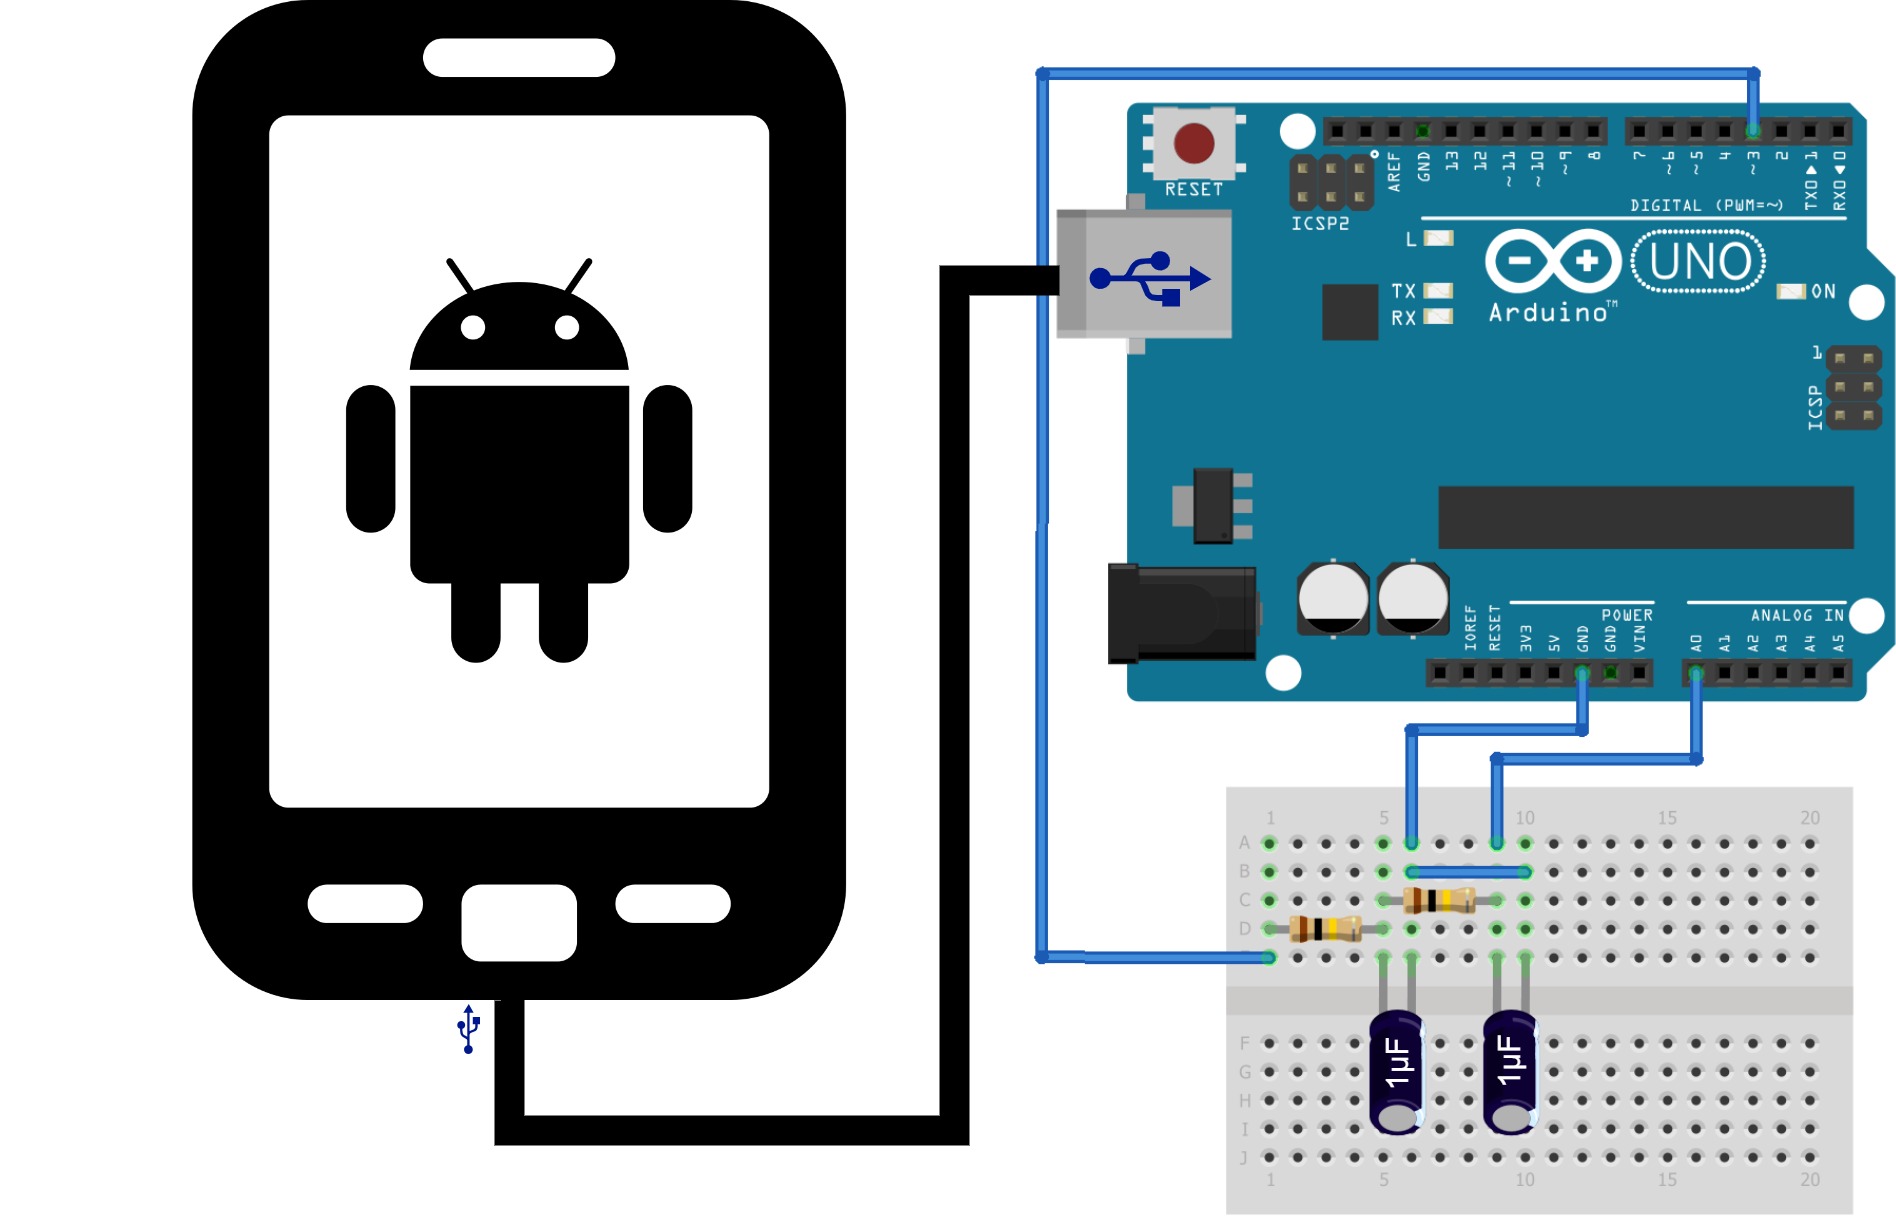 RESET
ICSP2
AREF
GND
13
12
~11
~10
~9
8
7
~6
~5
4
~3
2
TX0▶1
RX0◀0
DIGITAL (PWM=~)
L
TX
RX
UNO
Arduino™
ON
1
ICSP
POWER
ANALOG IN
IOREF
RESET
3V3
5V
GND
GND
VIN
A0
A1
A2
A3
A4
A5
1 5 10 15 20
A
B
C
D
F
G
H
I
J
1µF
1µF
1 5 10 15 20